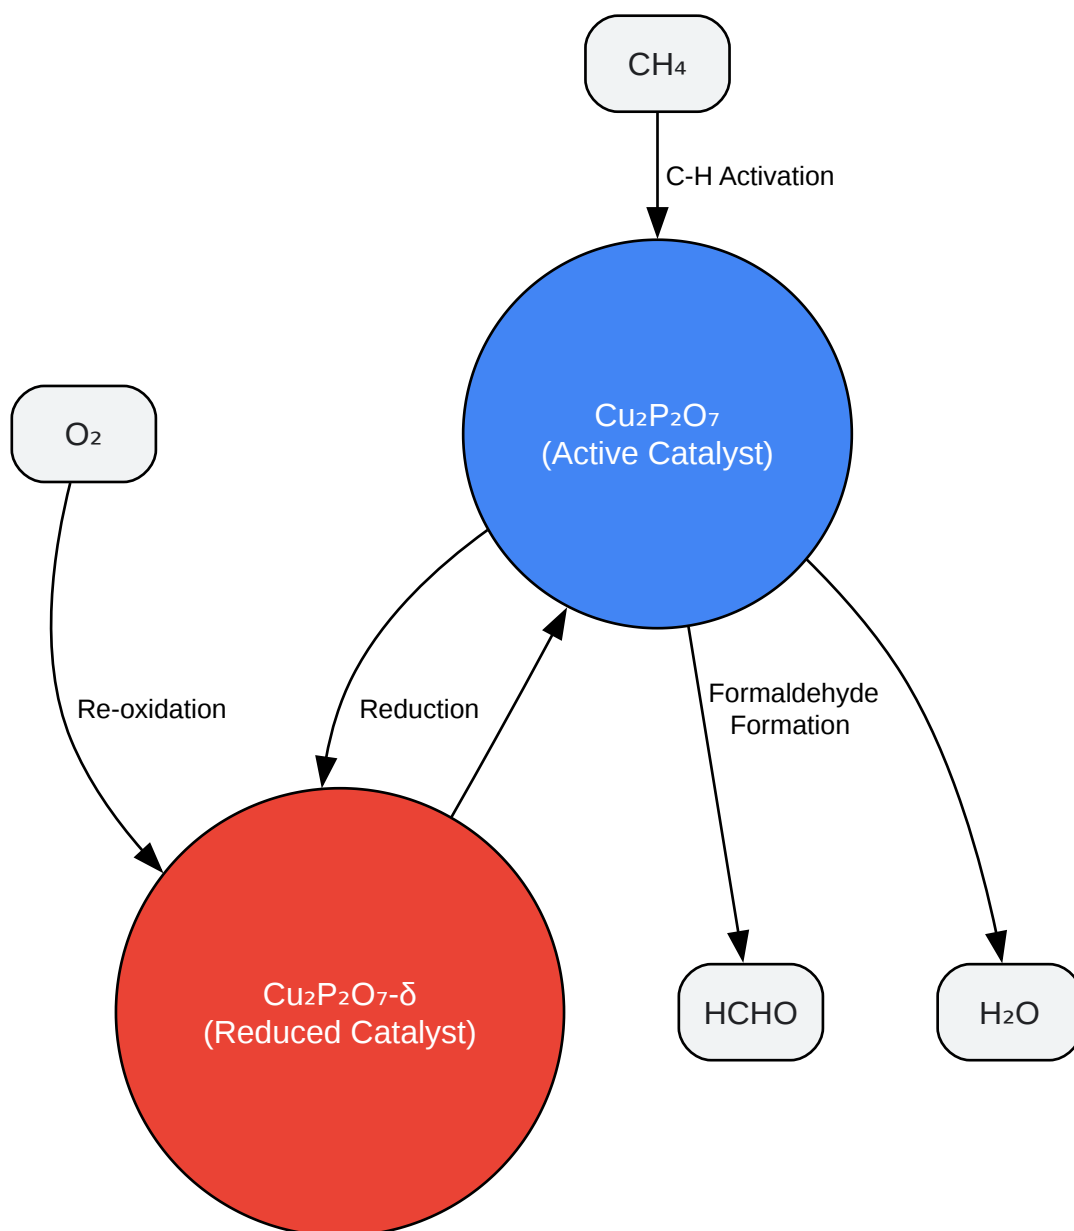 CH₄
C-H Activation
Cu₂P₂O₇
(Active Catalyst)
O₂
Re-oxidation
Reduction
Formaldehyde
Formation
Cu₂P₂O₇-δ
(Reduced Catalyst)
HCHO
H₂O